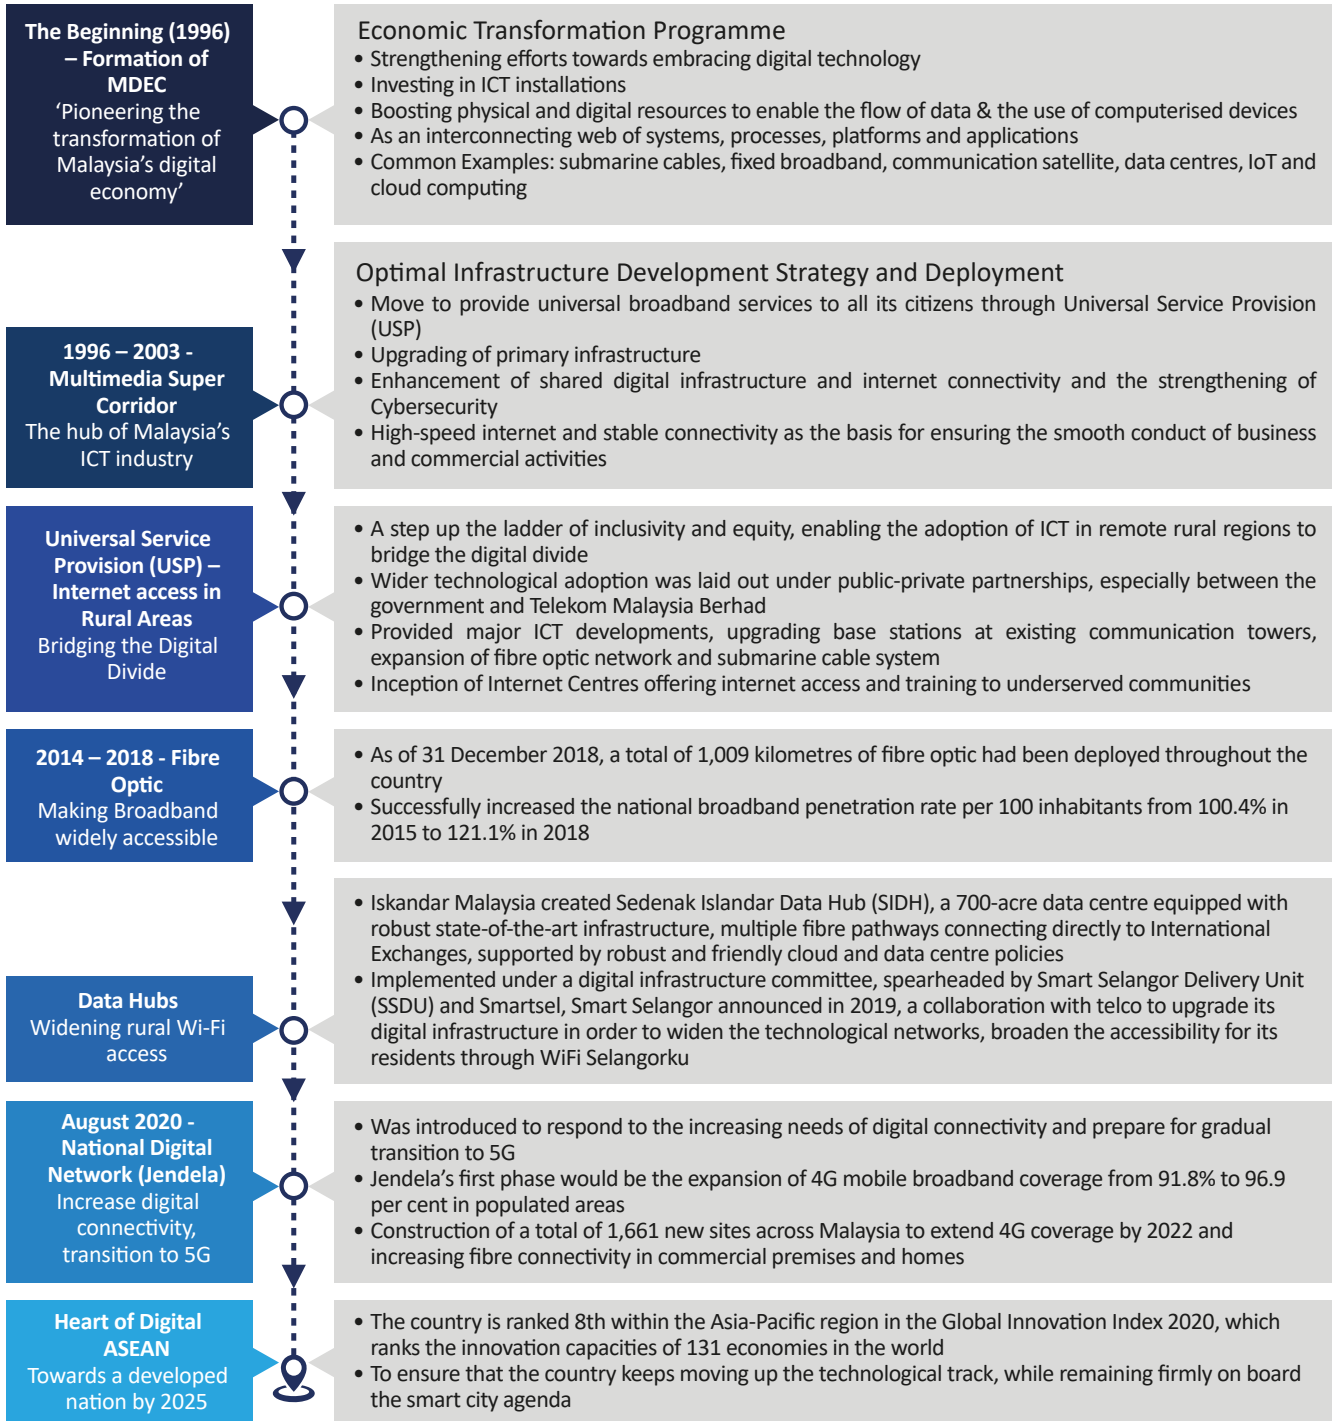 The Beginning (1996)
– Formation of
MDEC
‘Pioneering the
transformation of
Malaysia’s digital
economy’
Economic Transformation Programme
• Strengthening efforts towards embracing digital technology
• Investing in ICT installations
• Boosting physical and digital resources to enable the flow of data & the use of computerised devices
• As an interconnecting web of systems, processes, platforms and applications
• Common Examples: submarine cables, fixed broadband, communication satellite, data centres, IoT and
cloud computing
1996 – 2003 -
Multimedia Super
Corridor
The hub of Malaysia’s
ICT industry
Optimal Infrastructure Development Strategy and Deployment
• Move to provide universal broadband services to all its citizens through Universal Service Provision
(USP)
• Upgrading of primary infrastructure
• Enhancement of shared digital infrastructure and internet connectivity and the strengthening of
Cybersecurity
• High-speed internet and stable connectivity as the basis for ensuring the smooth conduct of business
and commercial activities
Universal Service
Provision (USP) –
Internet access in
Rural Areas
Bridging the Digital
Divide
• A step up the ladder of inclusivity and equity, enabling the adoption of ICT in remote rural regions to
bridge the digital divide
• Wider technological adoption was laid out under public-private partnerships, especially between the
government and Telekom Malaysia Berhad
• Provided major ICT developments, upgrading base stations at existing communication towers,
expansion of fibre optic network and submarine cable system
• Inception of Internet Centres offering internet access and training to underserved communities
2014 – 2018 - Fibre
Optic
Making Broadband
widely accessible
• As of 31 December 2018, a total of 1,009 kilometres of fibre optic had been deployed throughout the
country
• Successfully increased the national broadband penetration rate per 100 inhabitants from 100.4% in
2015 to 121.1% in 2018
Data Hubs
Widening rural Wi-Fi
access
• Iskandar Malaysia created Sedenak Islandar Data Hub (SIDH), a 700-acre data centre equipped with
robust state-of-the-art infrastructure, multiple fibre pathways connecting directly to International
Exchanges, supported by robust and friendly cloud and data centre policies
• Implemented under a digital infrastructure committee, spearheaded by Smart Selangor Delivery Unit
(SSDU) and Smartsel, Smart Selangor announced in 2019, a collaboration with telco to upgrade its
digital infrastructure in order to widen the technological networks, broaden the accessibility for its
residents through WiFi Selangorku
August 2020 -
National Digital
Network (Jendela)
Increase digital
connectivity,
transition to 5G
• Was introduced to respond to the increasing needs of digital connectivity and prepare for gradual
transition to 5G
• Jendela’s first phase would be the expansion of 4G mobile broadband coverage from 91.8% to 96.9
per cent in populated areas
• Construction of a total of 1,661 new sites across Malaysia to extend 4G coverage by 2022 and
increasing fibre connectivity in commercial premises and homes
Heart of Digital
ASEAN
Towards a developed
nation by 2025
• The country is ranked 8th within the Asia-Pacific region in the Global Innovation Index 2020, which
ranks the innovation capacities of 131 economies in the world
• To ensure that the country keeps moving up the technological track, while remaining firmly on board
the smart city agenda